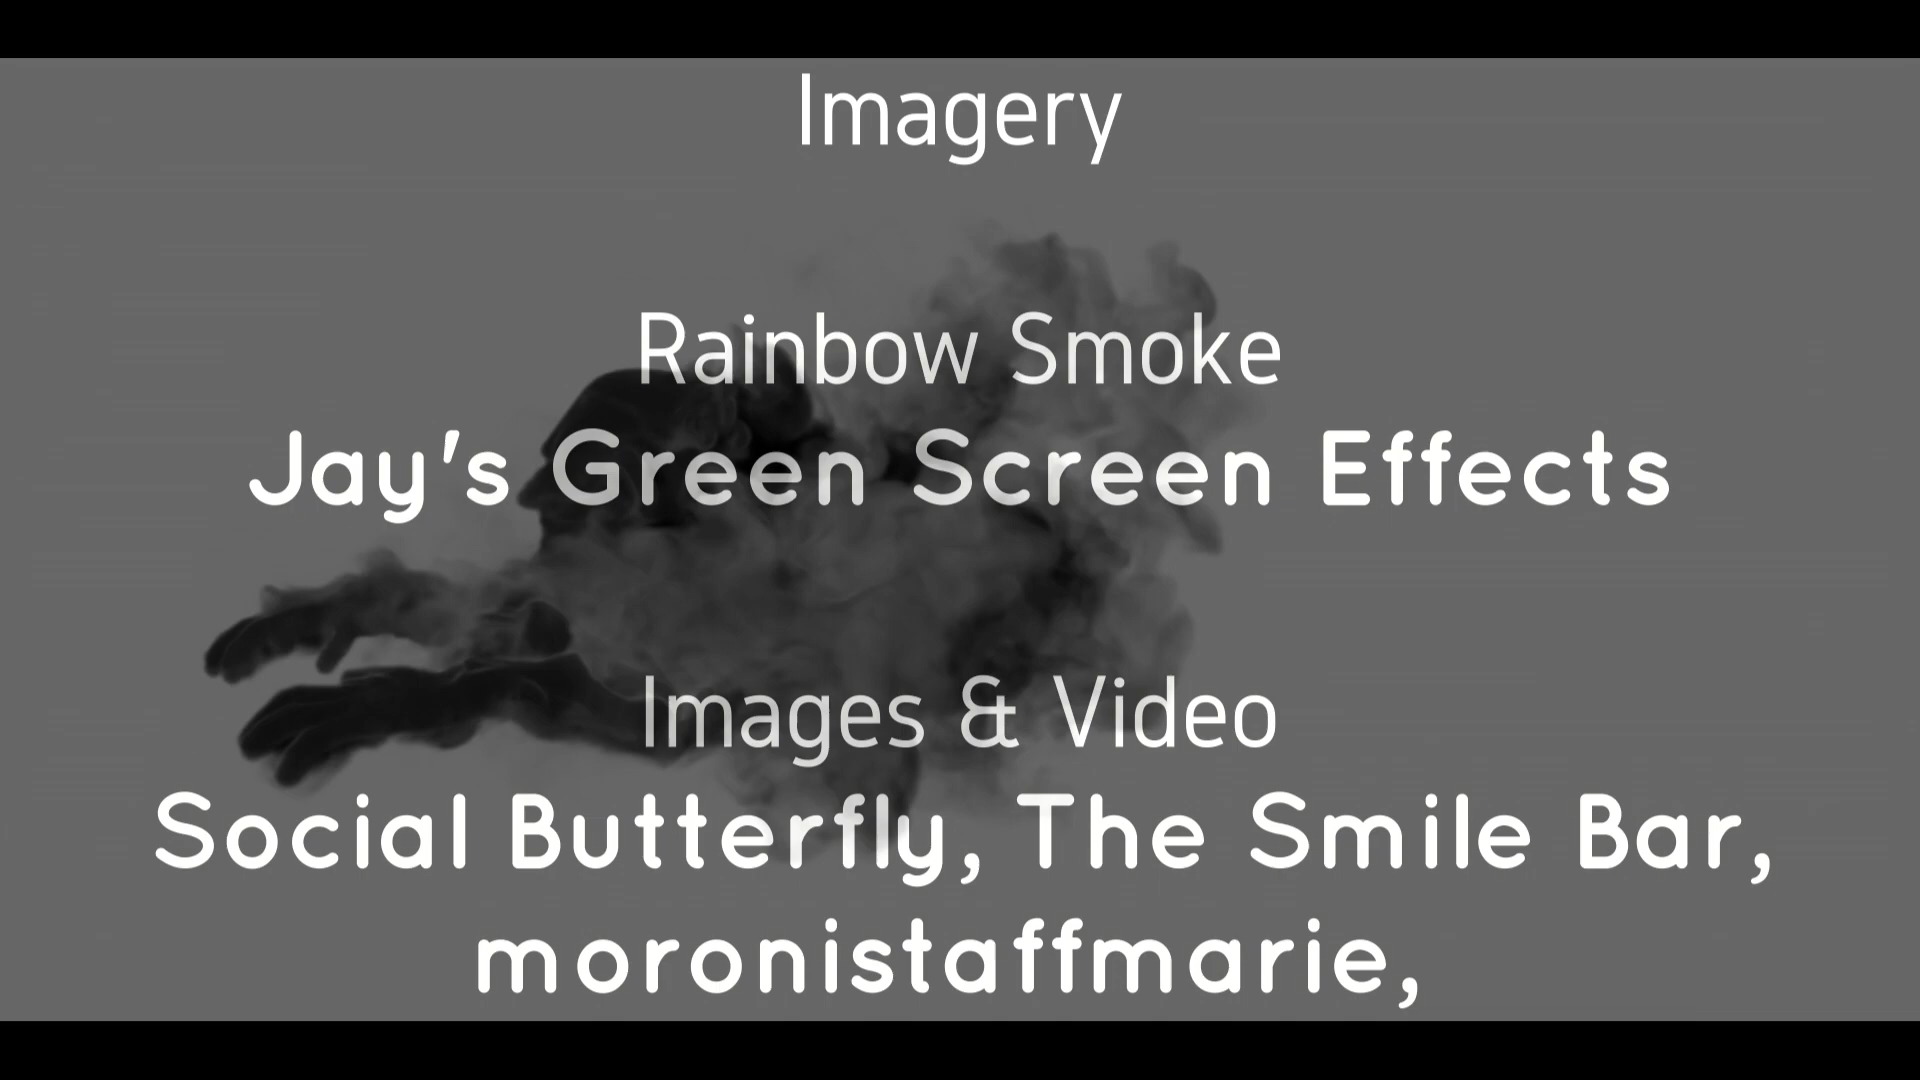 Imagery
Rainbow Smoke
Jay's Green Screen Effects
Images & Video
Social Butterfly, The Smile Bar,
moronistaffmarie,